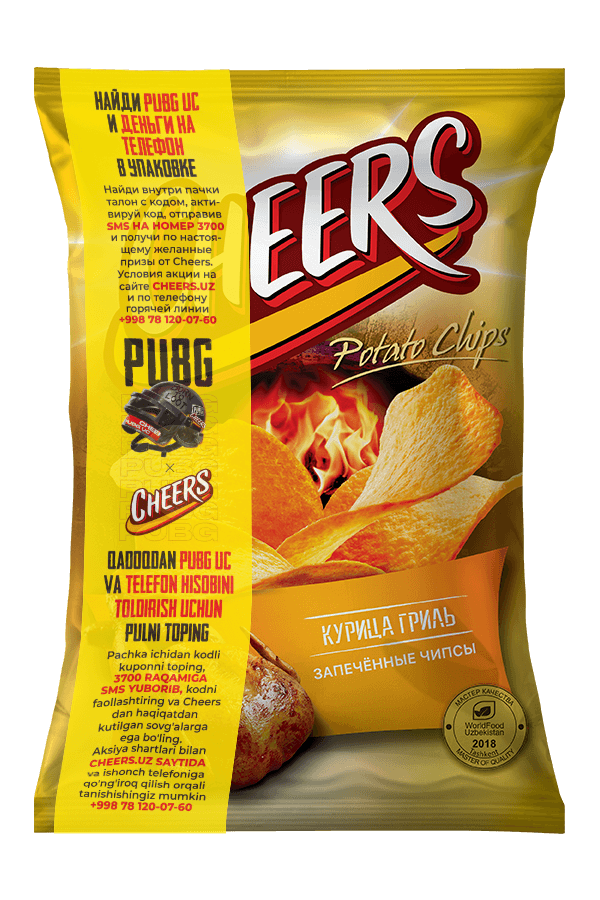 НАЙДИ PUBG UC
И ДЕНЬГИ НА
ТЕЛЕФОН
В УПАКОВКЕ
Найди внутри пачки
талон с кодом, акти-
вируй код, отправив
SMS НА НОМЕР 3700
и получи по настоя-
щему желанные
призы от Cheers.
Условия акции на
сайте CHEERS.UZ
и по телефону
горячей линии
+998 78 120-07-60
PUBG
×
CHEERS
QADOQDAN PUBG UC
VA TELEFON HISOBINI
TOLDIRISH UCHUN
PULNI TOPING
Pachka ichidan kodli
kuponni toping,
3700 RAQAMIGA
SMS YUBORIB, kodni
faollashtiring va Cheers
dan haqiqatdan
kutilgan sovg'alarga
ega bo'ling.
Aksiya shartlari bilan
CHEERS.UZ SAYTIDA
va ishonch telefoniga
qo'ng'iroq qilish orqali
tanishishingiz mumkin
+998 78 120-07-60
CHEERS
Potato Chips
КУРИЦА ГРИЛЬ
ЗАПЕЧЁННЫЕ ЧИПСЫ
МАСТЕР КАЧЕСТВА
WorldFood
Uzbekistan
2018
Tashkent
MASTER OF QUALITY